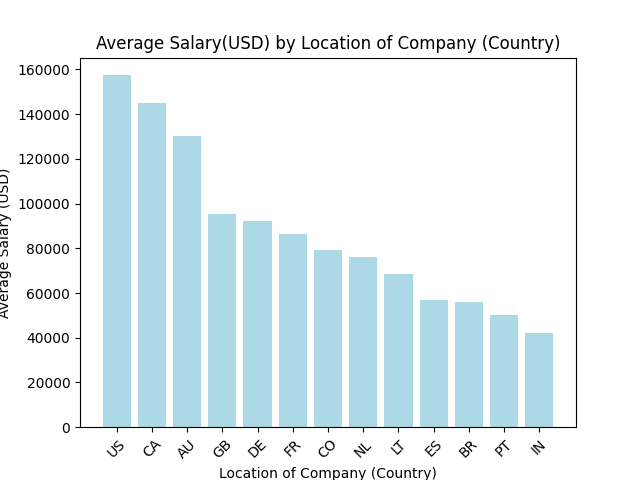 Average Salary(USD) by Location of Company (Country)
160000
140000
120000
100000
80000
60000
40000
20000
0
Average Salary (USD)
US CA AU GB DE FR CO NL LT ES BR PT IN
Location of Company (Country)